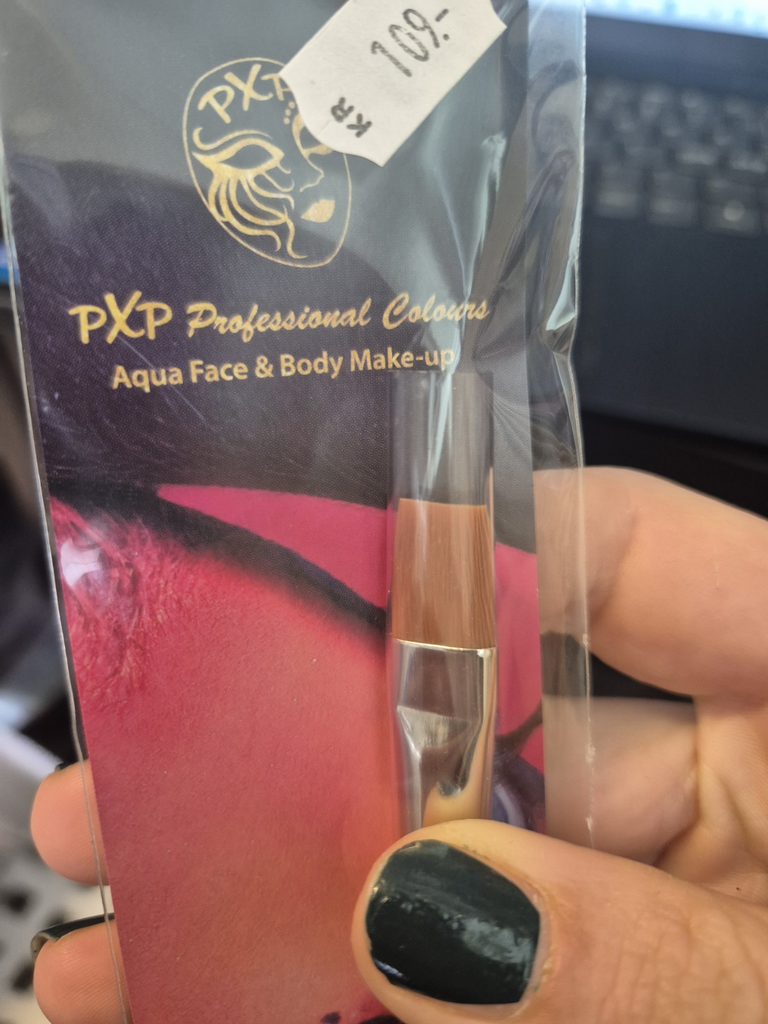 KR 109.-
PXP
PXP Professional Colours
Aqua Face & Body Make-up